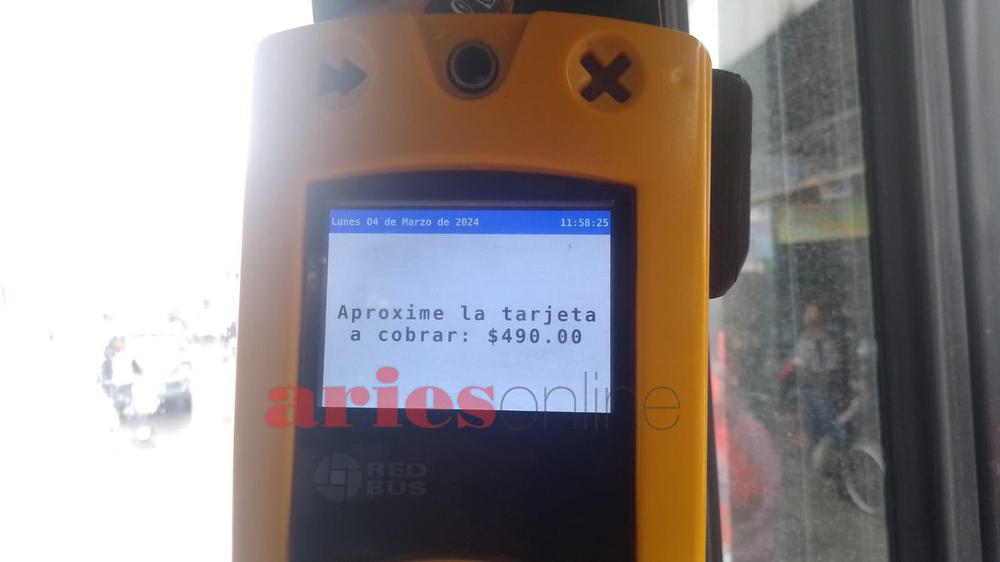 Lunes 04 de Marzo de 2024 11:58:25
Aproxime la tarjeta
a cobrar: $490.00
ariesonline
RED
BUS